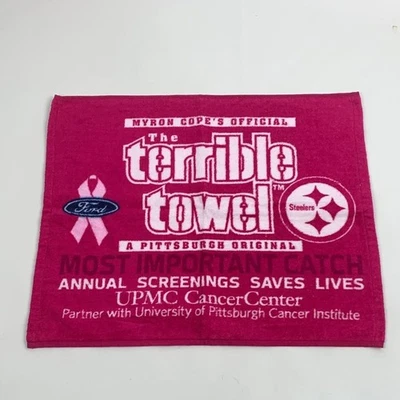 MYRON COPE'S OFFICIAL
The
terrible
towel™
Ford
Steelers
A PITTSBURGH ORIGINAL
MOST IMPORTANT CATCH
ANNUAL SCREENINGS SAVES LIVES
UPMC CancerCenter
Partner with University of Pittsburgh Cancer Institute